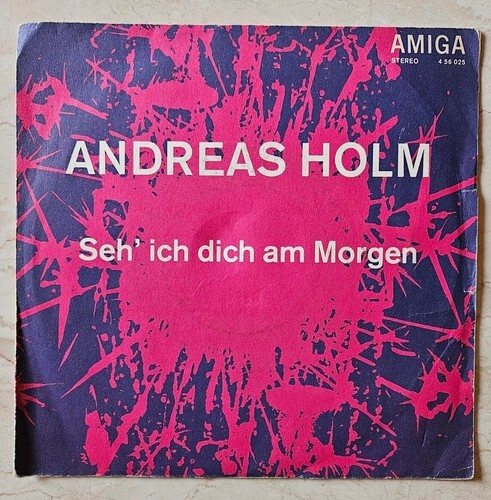 AMIGA
STEREO 4 56 025
ANDREAS HOLM
Seh' ich dich am Morgen